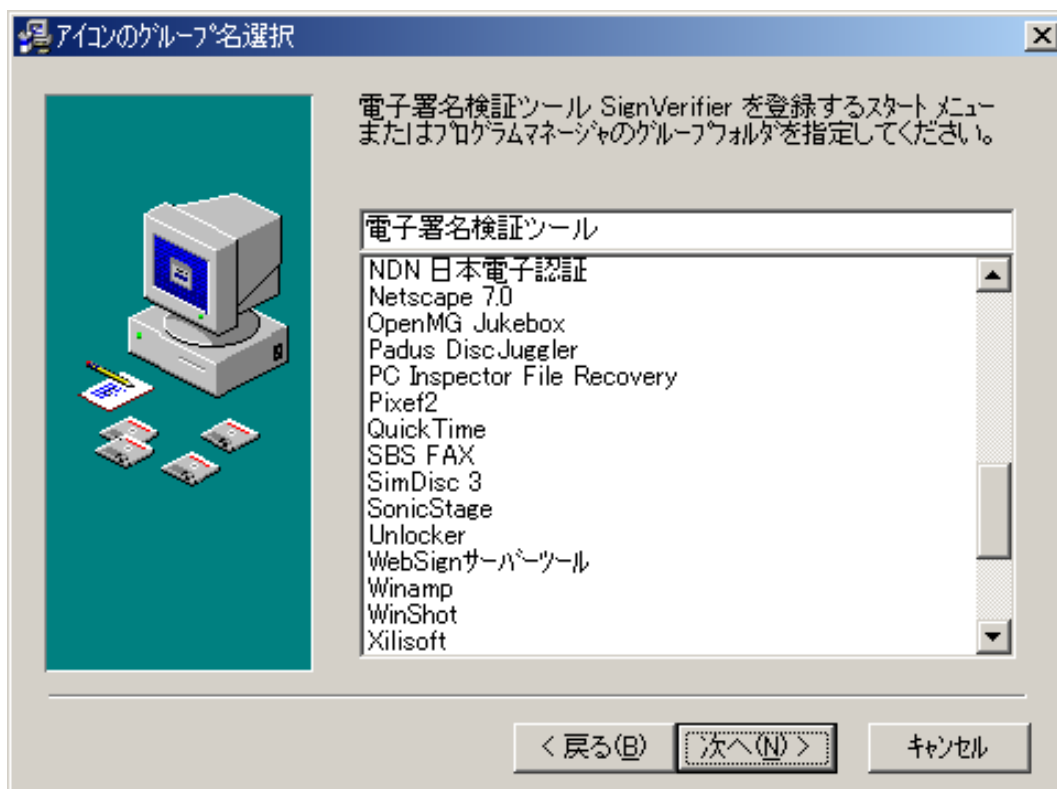 ｱｲｺﾝのｸﾞﾙｰﾌﾟ名選択
電子署名検証ツール SignVerifier を登録するｽﾀｰﾄ ﾒﾆｭｰ
またはﾌﾟﾛｸﾞﾗﾑﾏﾈｰｼﾞｬのｸﾞﾙｰﾌﾟﾌｫﾙﾀﾞを指定してください。
電子署名検証ツール
NDN 日本電子認証
Netscape 7.0
OpenMG Jukebox
Padus DiscJuggler
PC Inspector File Recovery
Pixef2
QuickTime
SBS FAX
SimDisc 3
SonicStage
Unlocker
WebSignサーバーツール
Winamp
WinShot
Xilisoft
< 戻る(B)
次へ(N) >
ｷｬﾝｾﾙ